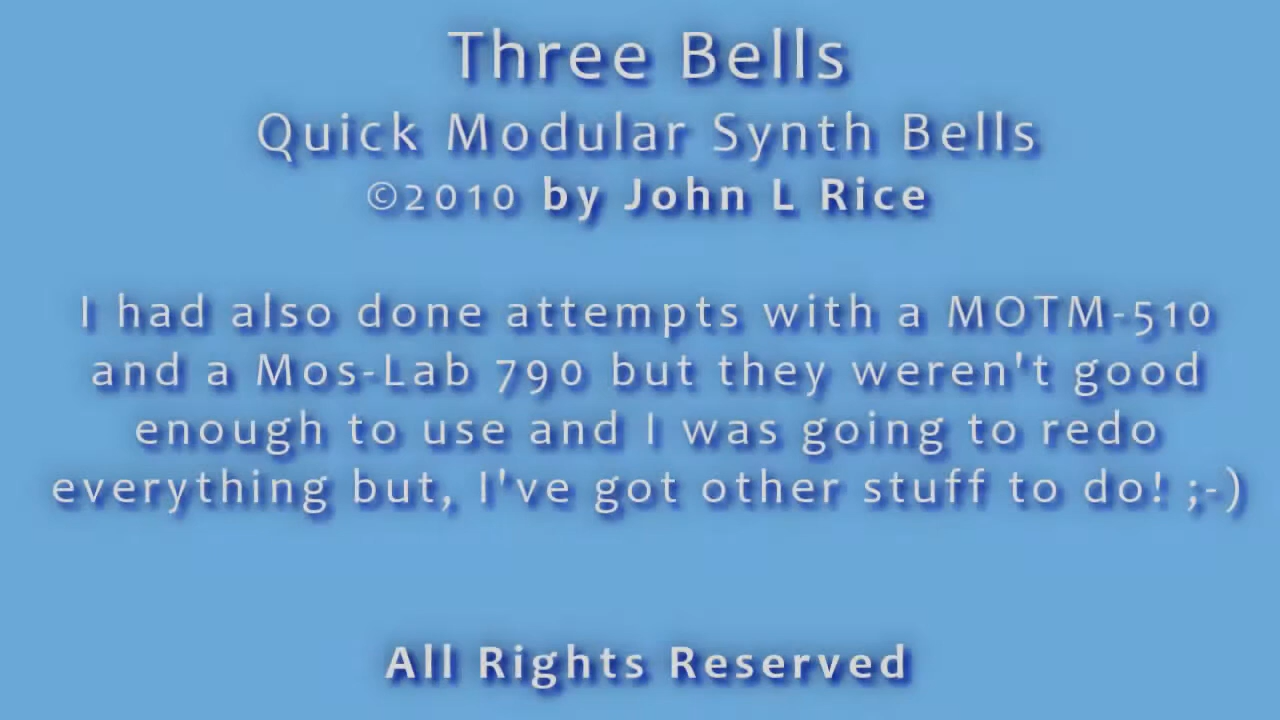 Three Bells
Quick Modular Synth Bells
©2010 by John L Rice
I had also done attempts with a MOTM-510
and a Mos-Lab 790 but they weren't good
enough to use and I was going to redo
everything but, I've got other stuff to do! ;-)
All Rights Reserved